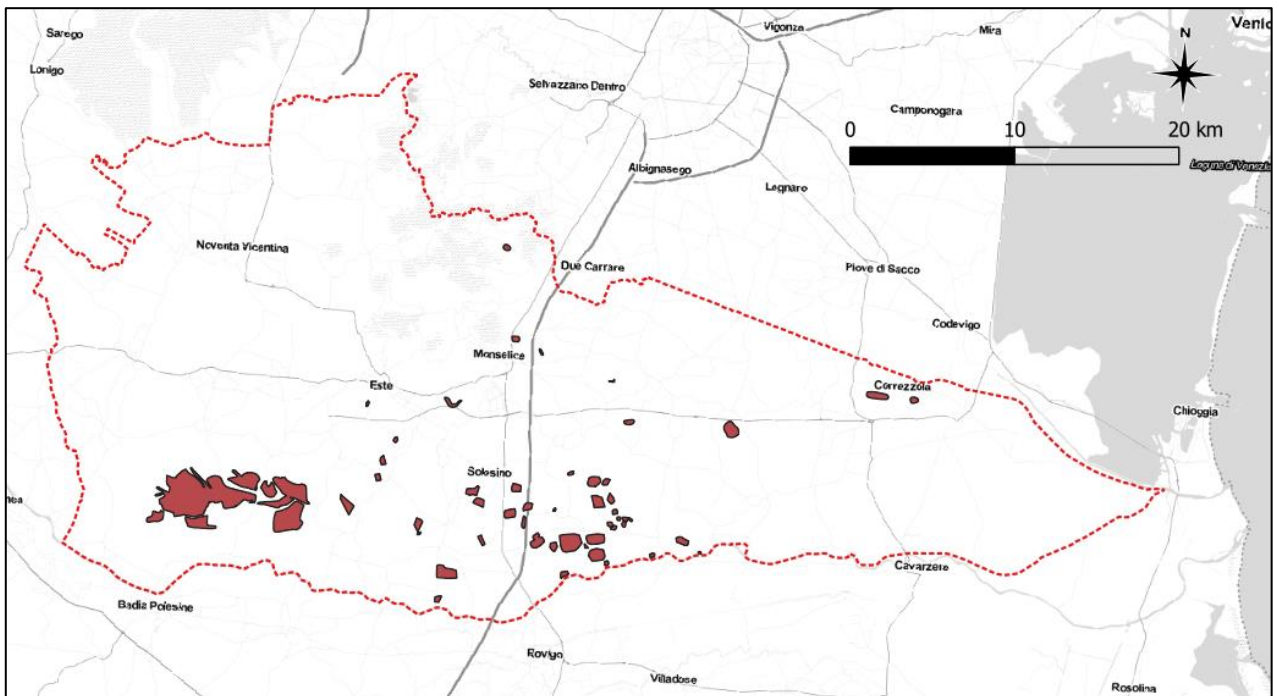 Vigonza
Venic
Sarego
Mira
N
Lonigo
Selvazzano Dentro
Camponogara
0
10
20 km
Albignasego
Laguna di Venezia
Legnaro
Noventa Vicentina
Due Carrare
Piove di Sacco
Codevigo
Monselice
Este
Correzzola
Chioggia
Solesino
nea
Cavarzere
Badia Polesine
Rovigo
Villadose
Rosolina